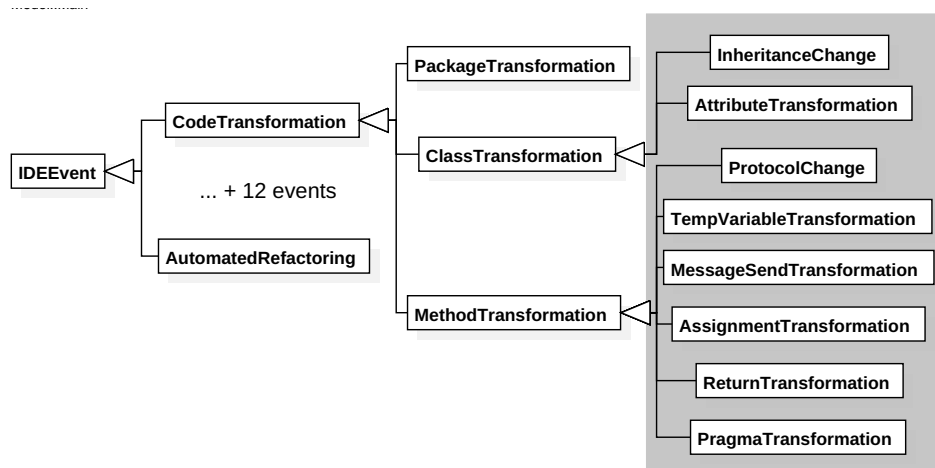 InheritanceChange
PackageTransformation
AttributeTransformation
CodeTransformation
ClassTransformation
IDEEvent
ProtocolChange
... + 12 events
TempVariableTransformation
AutomatedRefactoring
MessageSendTransformation
MethodTransformation
AssignmentTransformation
ReturnTransformation
PragmaTransformation